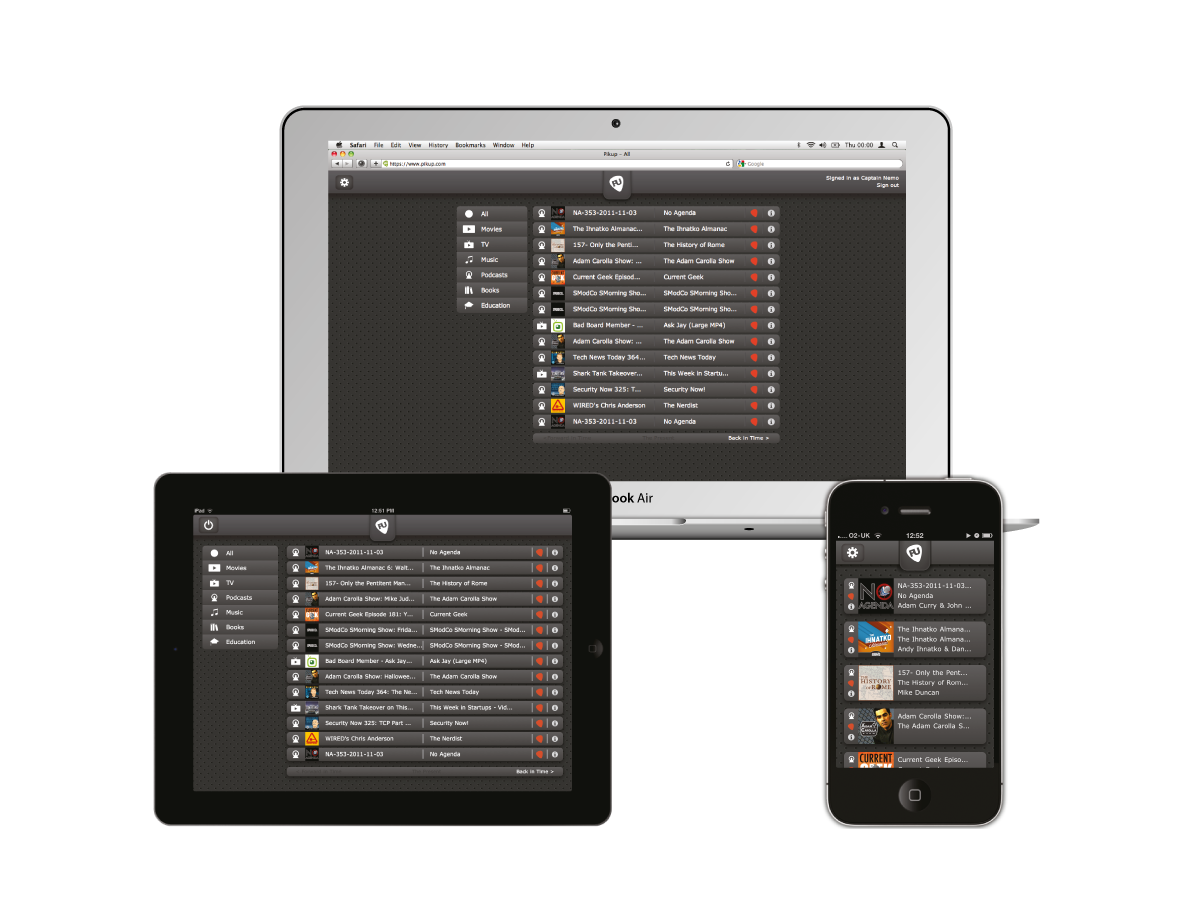 Safari File Edit View History Bookmarks Window Help Thu 00:00
Pikup - All
https://www.pikup.com Google
Signed in as Captain Nemo
Sign out
PU
All
Movies
TV
Music
Podcasts
Books
Education
NA-353-2011-11-03 No Agenda
The Ihnatko Almanac... The Ihnatko Almanac
157- Only the Penti... The History of Rome
Adam Carolla Show: ... The Adam Carolla Show
Current Geek Episod... Current Geek
SModCo SMorning Sho... SModCo SMorning Sho...
SModCo SMorning Sho... SModCo SMorning Sho...
Bad Board Member - ... Ask Jay (Large MP4)
Adam Carolla Show: ... The Adam Carolla Show
Tech News Today 364... Tech News Today
Shark Tank Takeover... This Week in Startu...
Security Now 325: T... Security Now!
WIRED's Chris Anderson The Nerdist
NA-353-2011-11-03 No Agenda
Back in Time >
ook Air
iPad 12:51 PM
PU
All
Movies
TV
Podcasts
Music
Books
Education
NA-353-2011-11-03 No Agenda
The Ihnatko Almanac 6: Walt... The Ihnatko Almanac
157- Only the Pentitent Man... The History of Rome
Adam Carolla Show: Mike Jud... The Adam Carolla Show
Current Geek Episode 181: Y... Current Geek
SModCo SMorning Show: Frida... SModCo SMorning Show - SMod...
SModCo SMorning Show: Wedne... SModCo SMorning Show - SMod...
Bad Board Member - Ask Jay... Ask Jay (Large MP4)
Adam Carolla Show: Hallowee... The Adam Carolla Show
Tech News Today 364: The Ne... Tech News Today
Shark Tank Takeover on This... This Week in Startups - Vid...
Security Now 325: TCP Part ... Security Now!
WIRED's Chris Anderson The Nerdist
NA-353-2011-11-03 No Agenda
Back in Time >
O2-UK 12:52
PU
NO AGENDA
NA-353-2011-11-03...
No Agenda
Adam Curry & John ...
THE IHNATKO
The Ihnatko Almana...
The Ihnatko Almana...
Andy Ihnatko & Dan...
THE HISTORY OF ROME
157- Only the Pent...
The History of Rom...
Mike Duncan
ADAM CAROLLA
Adam Carolla Show:...
The Adam Carolla S...
CURRENT
Current Geek Episo...